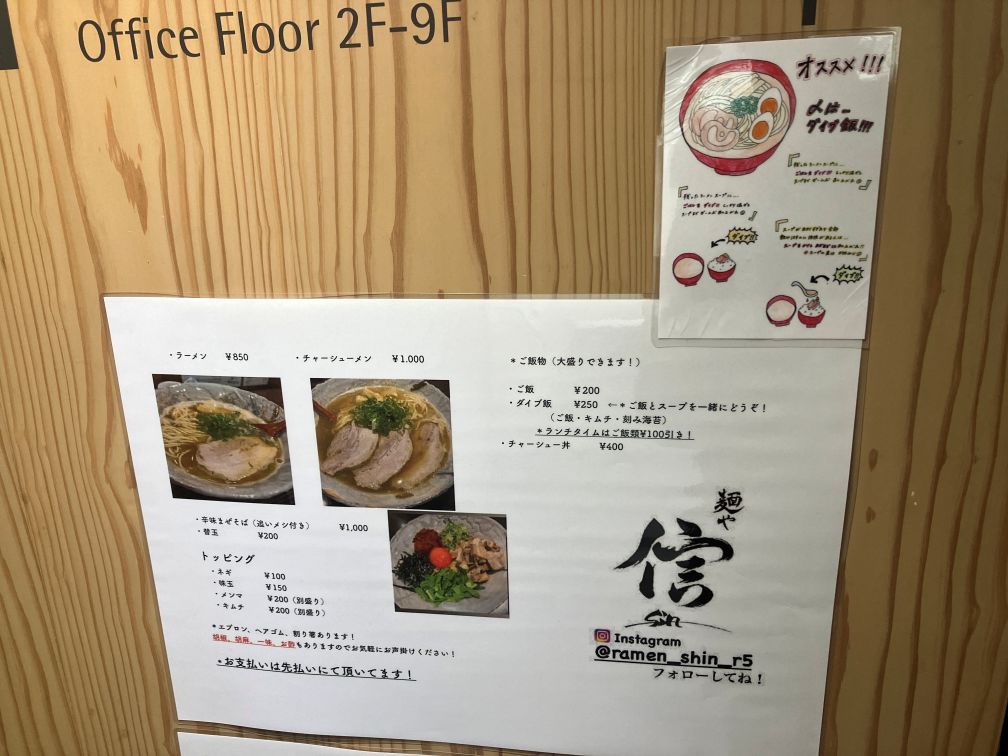 Office Floor 2F-9F
オススメ!!!
〆はー
ダイブ飯!!!
ダイブ!!
ダイブ!!
・ラーメン ¥850
・チャーシューメン ¥1.000
・辛味まぜそば(追いメシ付き) ¥1,000
・替玉 ¥200
トッピング
・ネギ ¥100
・味玉 ¥150
・メンマ ¥200(別盛り)
・キムチ ¥200(別盛り)
*エプロン、ヘアゴム、割り箸あります!
胡椒、胡麻、一味、お酢もありますのでお気軽にお声掛けください!
*お支払いは先払いにて頂いてます!
*ご飯物(大盛りできます!)
・ご飯 ¥200
・ダイブ飯 ¥250 ←*ご飯とスープを一緒にどうぞ!
(ご飯・キムチ・刻み海苔)
*ランチタイムはご飯類¥100引き!
・チャーシュー丼 ¥400
麺や
信
Sin
Instagram
@ramen_shin_r5
フォローしてね!